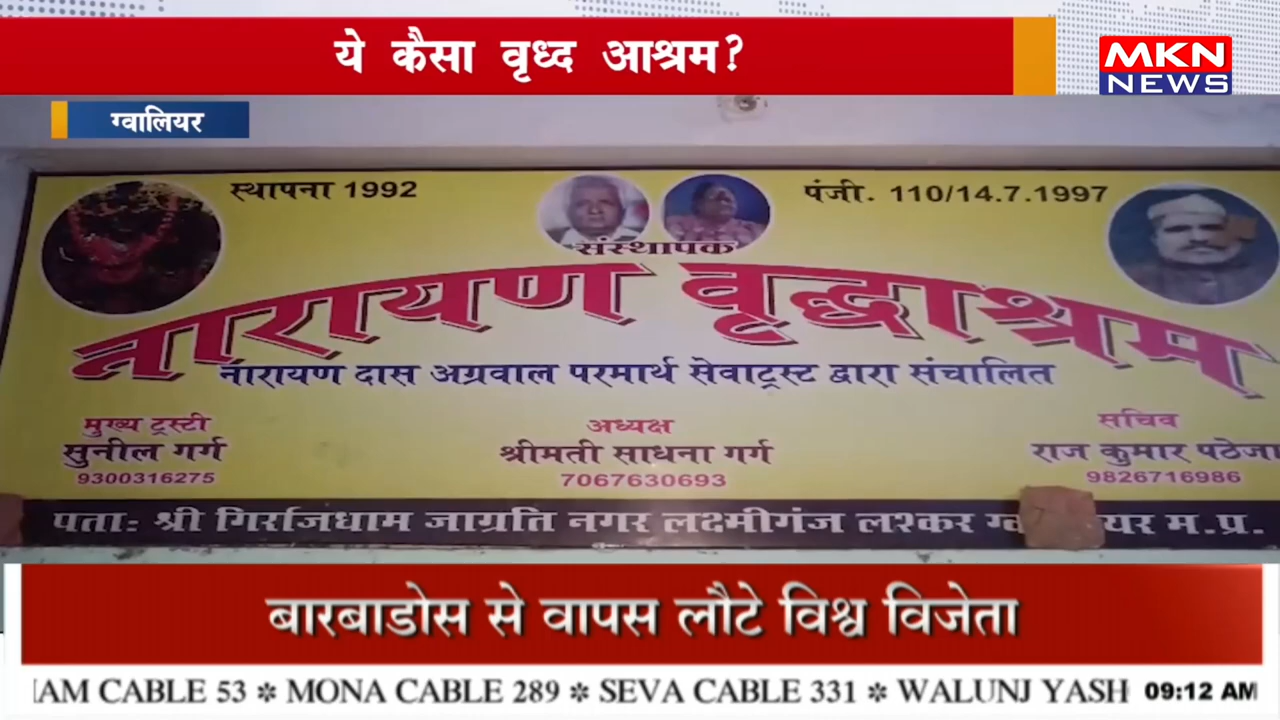 ये कैसा वृध्द आश्रम?
MKN
NEWS
ग्वालियर
स्थापना 1992
पंजी. 110/14.7.1997
संस्थापक
नारायण वृद्धाश्रम
नारायण दास अग्रवाल परमार्थ सेवाट्रस्ट द्वारा संचालित
मुख्य ट्रस्टी
सुनील गर्ग
9300316275
अध्यक्ष
श्रीमती साधना गर्ग
7067630693
सचिव
राज कुमार पठेजा
9826716986
पताः श्री गिर्राजधाम जाग्रति नगर लक्ष्मीगंज लश्कर म.प्र.
बारबाडोस से वापस लौटे विश्व विजेता
CABLE 53 * MONA CABLE 289 * SEVA CABLE 331 * WALUNJ YASH
09:12 AM